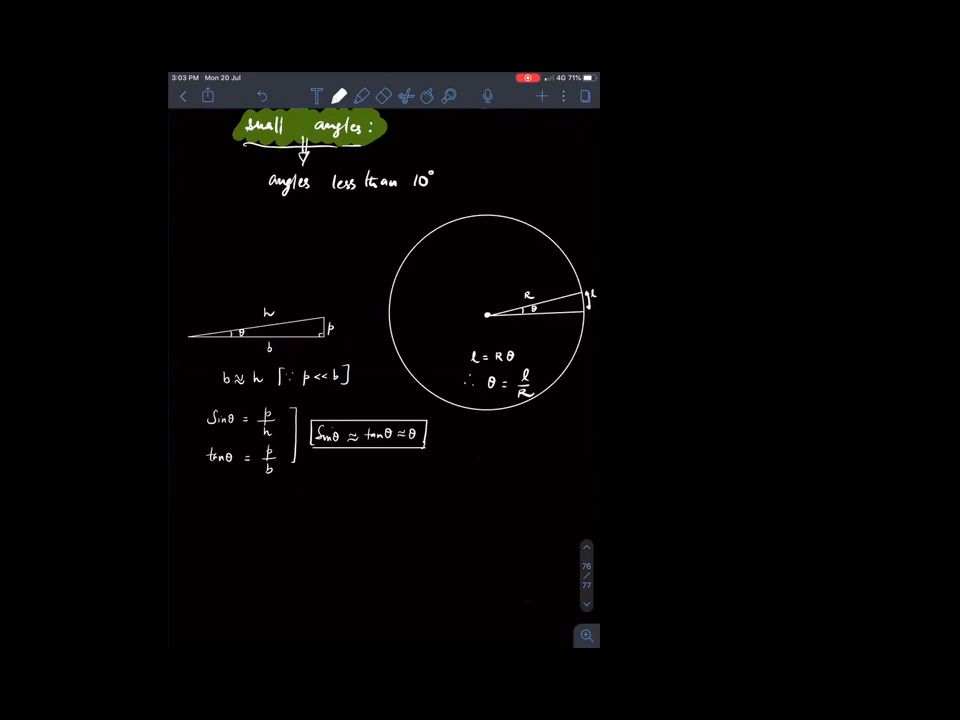 3:03 PM Mon 20 Jul
4G 71%
T
small angles:
angles less than 10°
h
θ
p
b
R
θ
l
l = Rθ
∴ θ = l/R
b ≈ h [∵ p << b]
Sinθ = p/h
tanθ = p/b
Sinθ ≈ tanθ ≈ θ
76
/
77